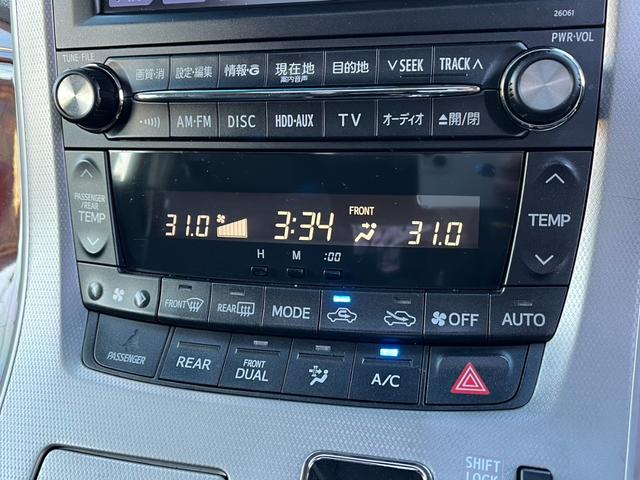 26061
TUNE·FILE
PWR·VOL
画質・消
設定・編集
情報・G
現在地
案内音声
目的地
∨ SEEK
TRACK ∧
AM·FM
DISC
HDD·AUX
TV
オーディオ
▲開/閉
PASSENGER
/REAR
TEMP
31.0
3:34
FRONT
31.0
TEMP
H
M
:00
FRONT
REAR
MODE
OFF
AUTO
PASSENGER
REAR
FRONT
DUAL
A/C
SHIFT
LOCK